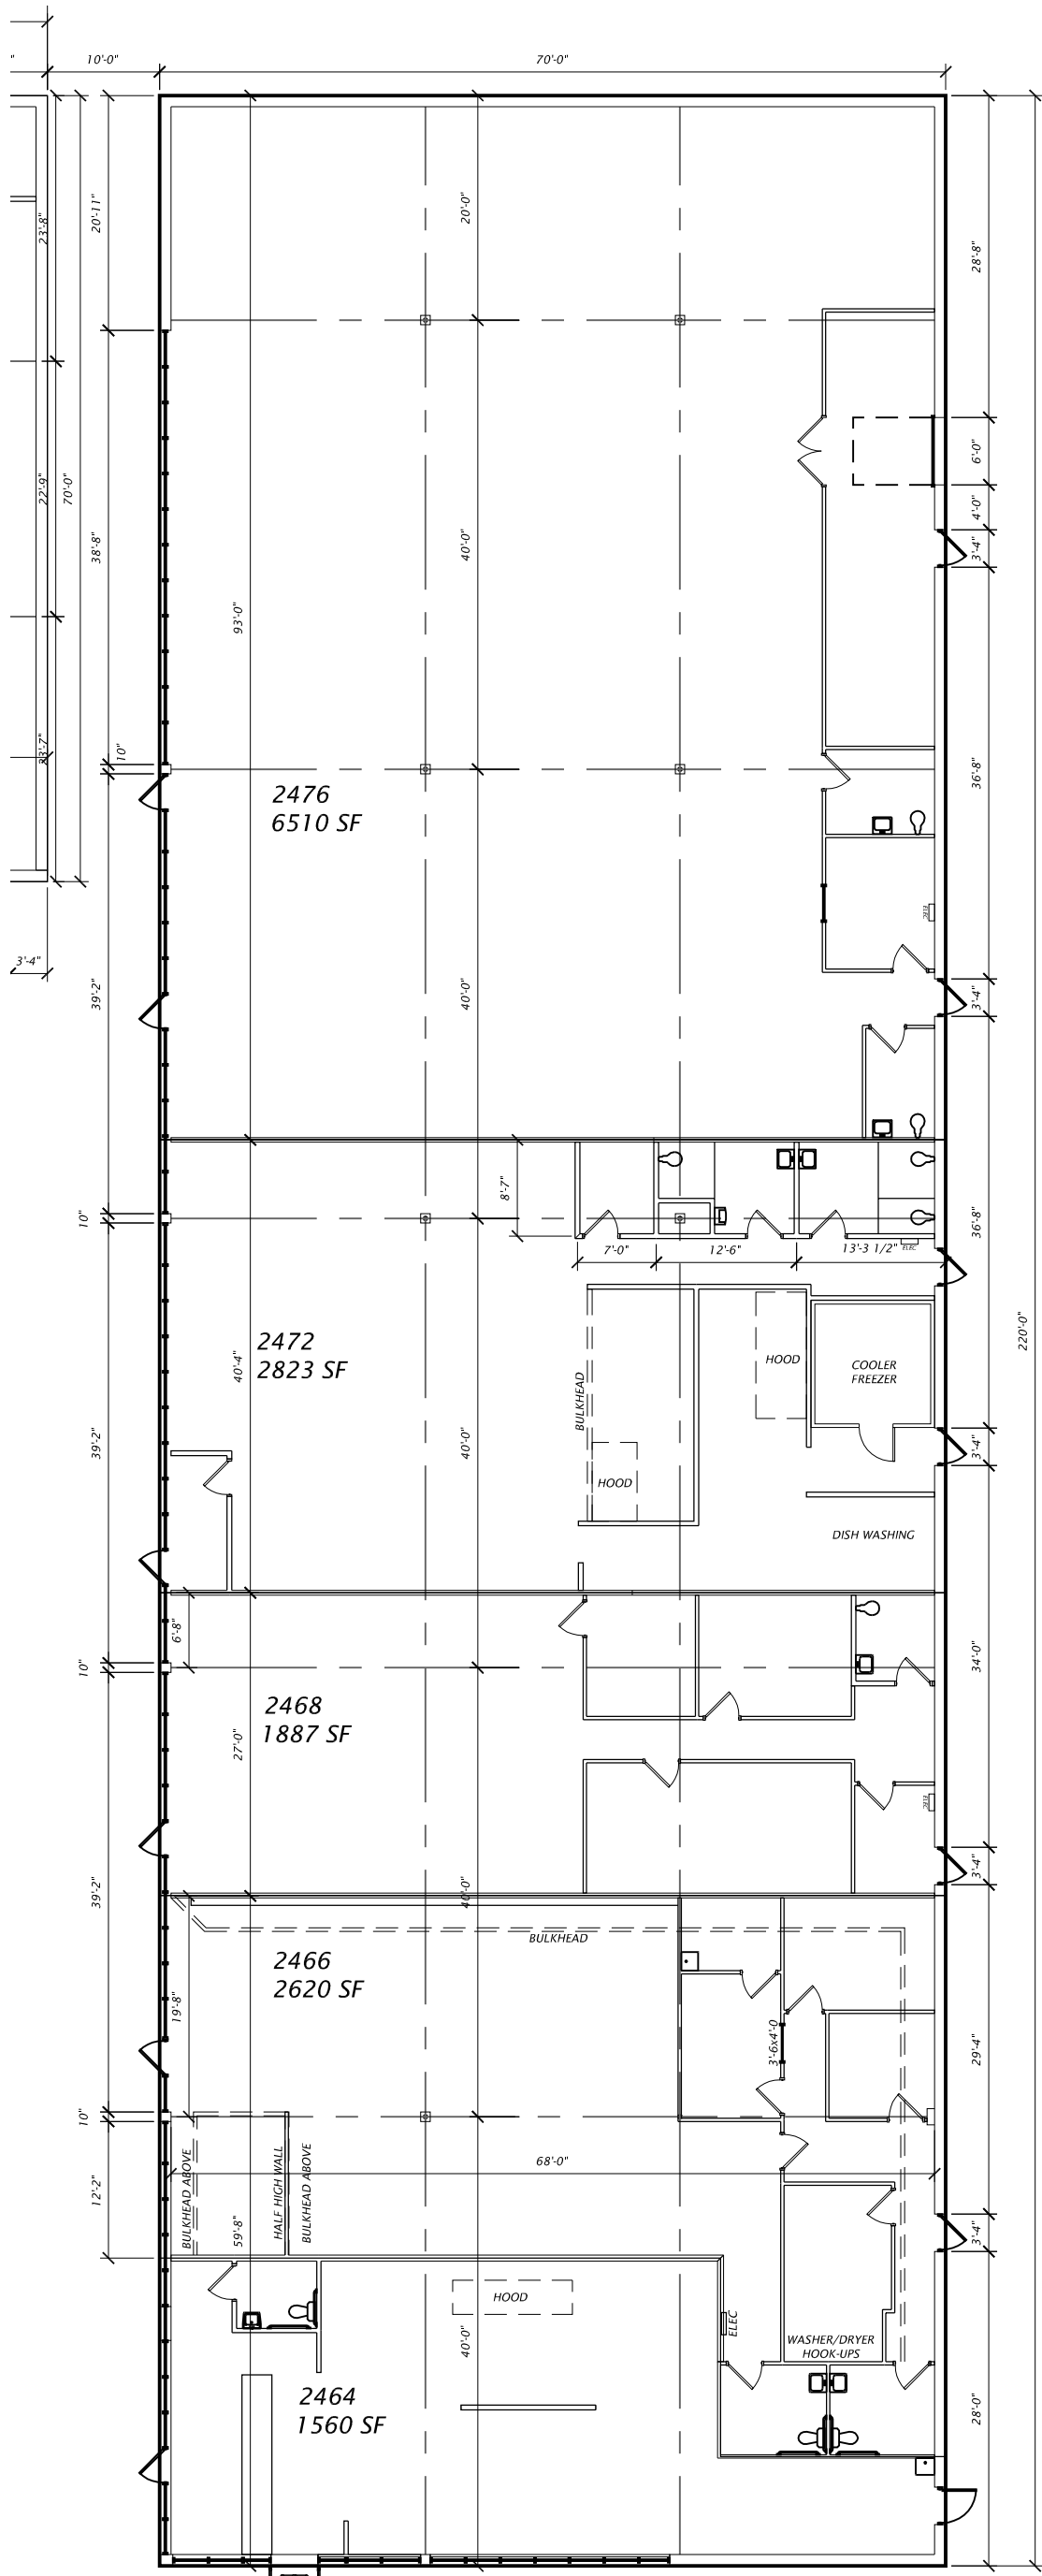 10'-0"
70'-0"
20'-11"
20'-0"
28'-8"
23'-8"
22'-9"
70'-0"
38'-8"
40'-0"
6'-0"
4'-0"
3'-4"
93'-0"
10"
36'-8"
2476
6510 SF
ELEC
3'-4"
39'-2"
40'-0"
3'-4"
8'-7"
10"
36'-8"
7'-0"
12'-6"
13'-3 1/2"
ELEC
220'-0"
2472
2823 SF
40'-4"
HOOD
COOLER
FREEZER
BULKHEAD
39'-2"
40'-0"
3'-4"
HOOD
DISH WASHING
6'-8"
10"
34'-0"
2468
1887 SF
27'-0"
ELEC
3'-4"
39'-2"
40'-0"
BULKHEAD
2466
2620 SF
19'-8"
3'-6x4'-0
29'-4"
10"
12'-2"
BULKHEAD ABOVE
HALF HIGH WALL
BULKHEAD ABOVE
68'-0"
59'-8"
3'-4"
HOOD
ELEC
WASHER/DRYER
HOOK-UPS
40'-0"
2464
1560 SF
28'-0"